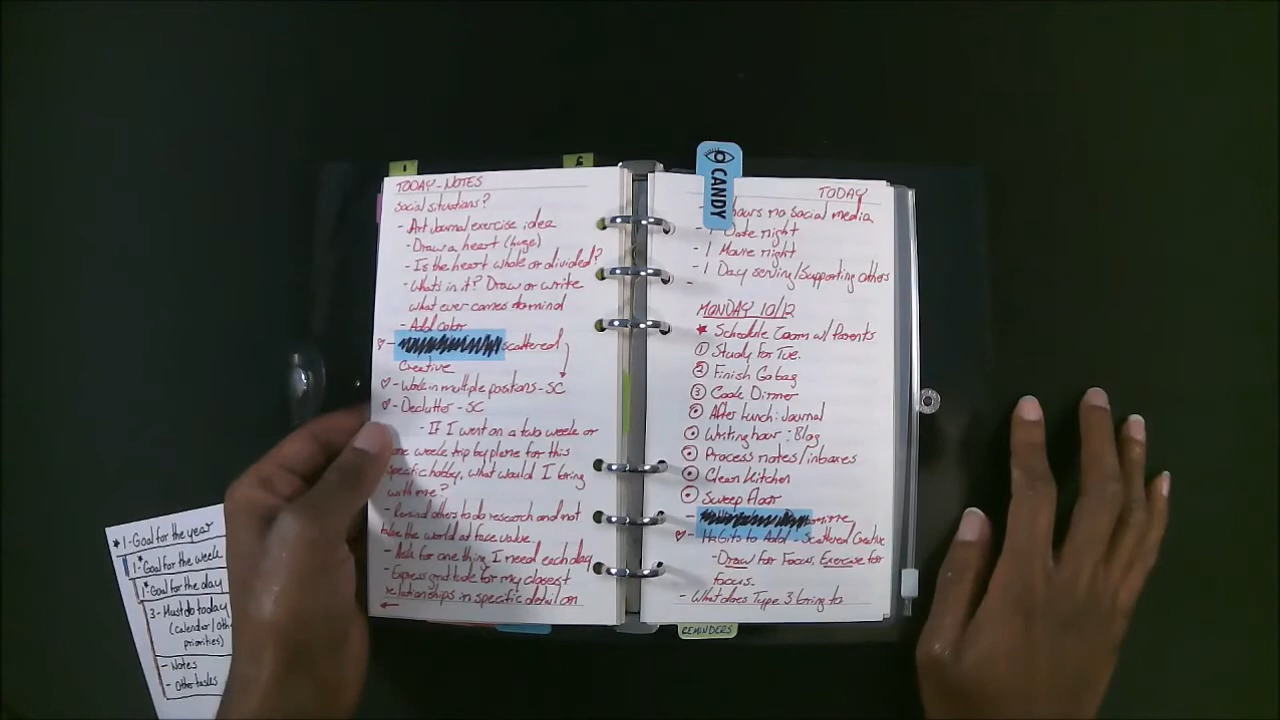 TODAY-NOTES
Social situations?
- Art Journal exercise idea
- Draw a heart (huge)
- Is the heart whole or divided?
- Whats in it? Draw or write
what ever comes to mind
- Add color
scattered
Creative
- Work in multiple positions - SC
- Declutter - SC
- If I went on a two week or
one week trip by plane for this
specific hobby, what would I bring
with me?
- Remind others to do research and not
take the world at face value.
- Ask for one thing I need each day
- Express gratitude for my closest
relationships in specific detail on
CANDY
TODAY
hours no social media
- 1 Date night
- 1 Movie night
- 1 Day serving/supporting others
-
MONDAY 10/12
★ Schedule Zoom w/ Parents
① Study for Tue.
② Finish Go bag
③ Cook Dinner
After Lunch: Journal
Writing hour: Blog
Process notes/inboxes
Clean Kitchen
Sweep Floor
- Habits to Add - Scattered Creative
- Draw for Focus, Exercise for
focus.
- What does Type 3 bring to
REMINDERS
★ 1-Goal for the year
1* Goal for the week
1* Goal for the day
3- Must do today
(calender/
priorities)
- Notes
- Other tasks